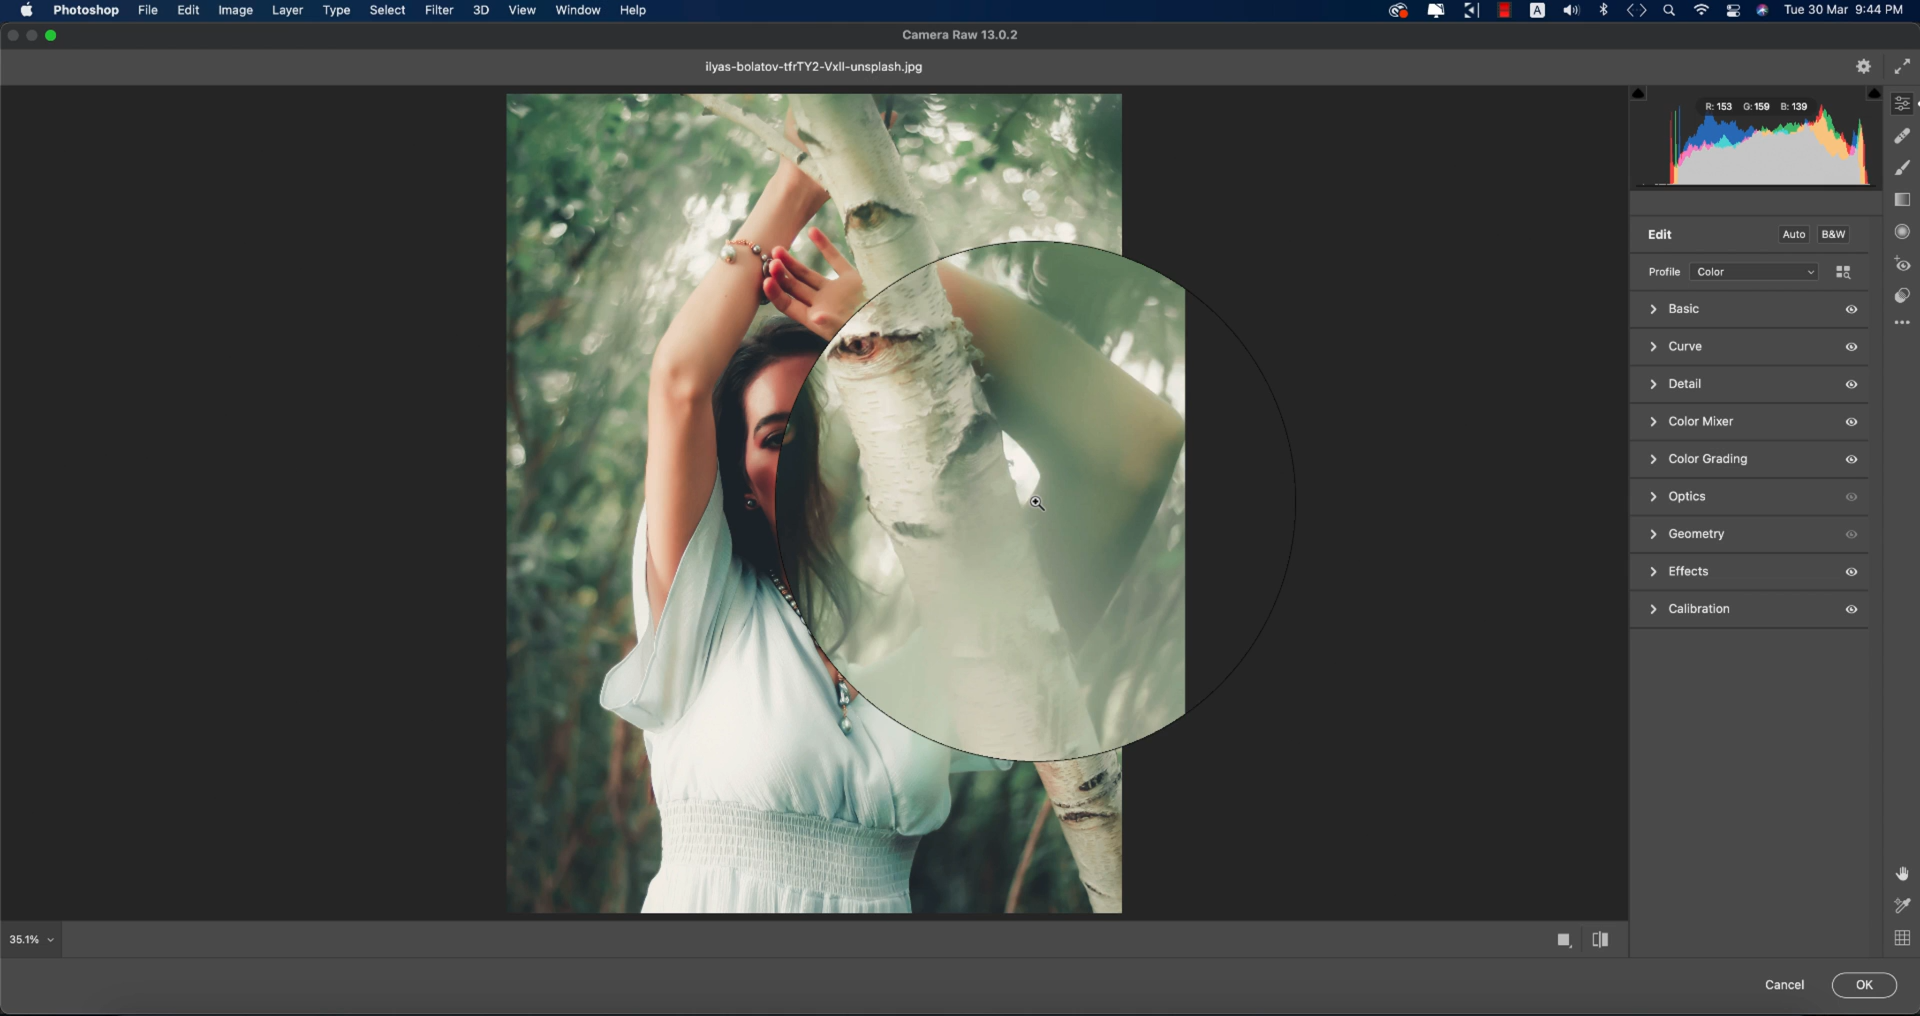 Photoshop File Edit Image Layer Type Select Filter 3D View Window Help A Tue 30 Mar 9:44 PM
Camera Raw 13.0.2
ilyas-bolatov-tfrTY2-VxlI-unsplash.jpg
R: 153 G: 159 B: 139
Edit Auto B&W
Profile Color
Basic
Curve
Detail
Color Mixer
Color Grading
Optics
Geometry
Effects
Calibration
35.1%
Cancel OK